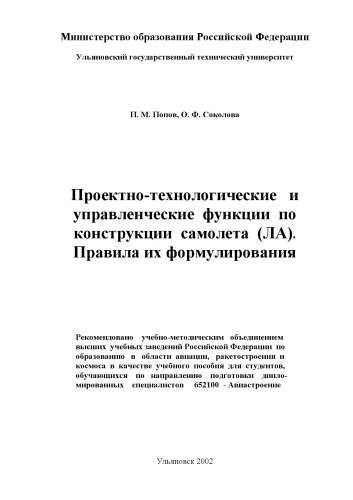 Министерство образования Российской Федерации
Ульяновский государственный технический университет
П. М. Попов, О. Ф. Соколова
Проектно-технологические и
управленческие функции по
конструкции самолета (ЛА).
Правила их формулирования
Рекомендовано учебно-методическим объединением
высших учебных заведений Российской Федерации по
образованию в области авиации, ракетостроения и
космоса в качестве учебного пособия для студентов,
обучающихся по направлению подготовки дипло-
мированных специалистов 652100 - Авиастроение
Ульяновск 2002